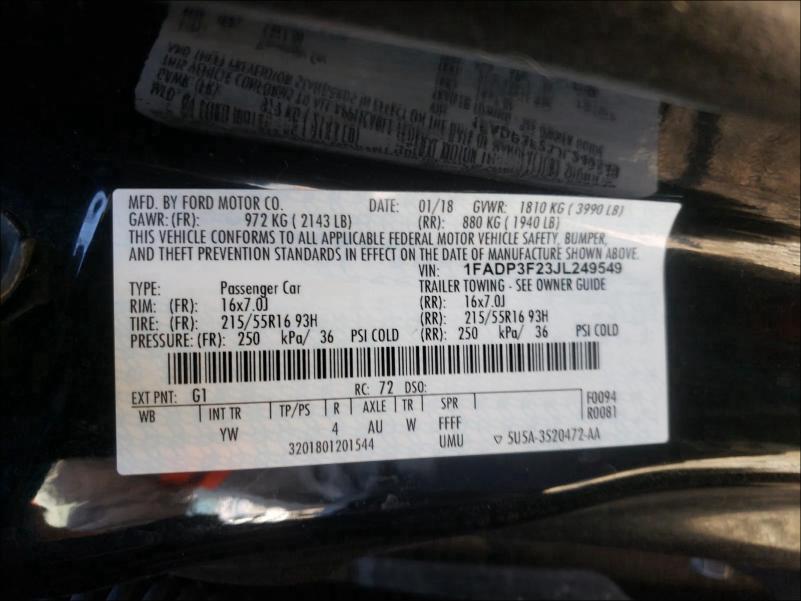 MFD. BY FORD MOTOR CO. DATE: 01/18 GVWR: 1810 KG ( 3990 LB)
GAWR: (FR): 972 KG ( 2143 LB) (RR): 880 KG ( 1940 LB)
THIS VEHICLE CONFORMS TO ALL APPLICABLE FEDERAL MOTOR VEHICLE SAFETY, BUMPER,
AND THEFT PREVENTION STANDARDS IN EFFECT ON THE DATE OF MANUFACTURE SHOWN ABOVE.
VIN: 1FADP3F23JL249549
TYPE: Passenger Car TRAILER TOWING - SEE OWNER GUIDE
RIM: (FR): 16x7.0J (RR): 16x7.0J
TIRE: (FR): 215/55R16 93H (RR): 215/55R16 93H
PRESSURE: (FR): 250 kPa/ 36 PSI COLD (RR): 250 kPa/ 36 PSI COLD
EXT PNT: G1 RC: 72 DSO: F0094
WB INT TR TP/PS R AXLE TR SPR R0081
YW 4 AU W FFFF
3201801201544 UMU ▽ 5U5A-3520472-AA